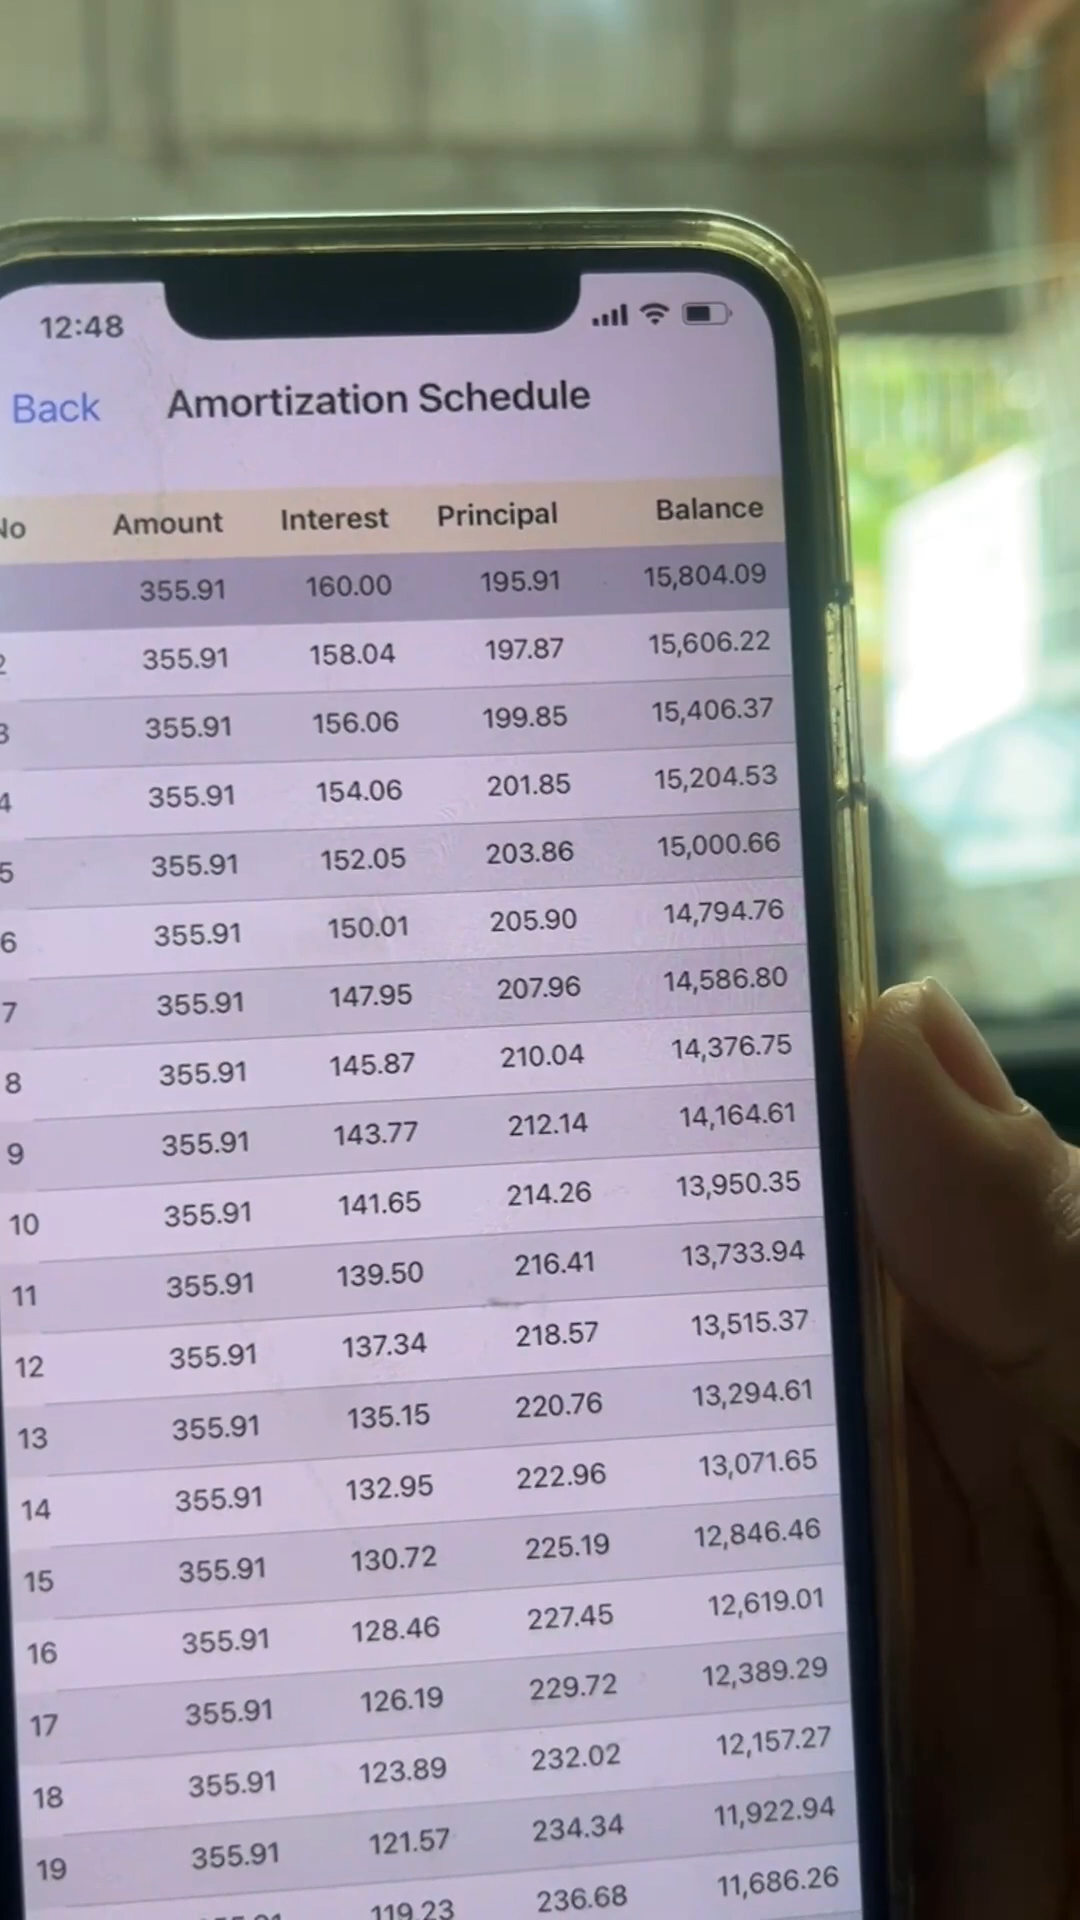 12:48
Back Amortization Schedule
No Amount Interest Principal Balance
355.91 160.00 195.91 15,804.09
2 355.91 158.04 197.87 15,606.22
3 355.91 156.06 199.85 15,406.37
4 355.91 154.06 201.85 15,204.53
5 355.91 152.05 203.86 15,000.66
6 355.91 150.01 205.90 14,794.76
7 355.91 147.95 207.96 14,586.80
8 355.91 145.87 210.04 14,376.75
9 355.91 143.77 212.14 14,164.61
10 355.91 141.65 214.26 13,950.35
11 355.91 139.50 216.41 13,733.94
12 355.91 137.34 218.57 13,515.37
13 355.91 135.15 220.76 13,294.61
14 355.91 132.95 222.96 13,071.65
15 355.91 130.72 225.19 12,846.46
16 355.91 128.46 227.45 12,619.01
17 355.91 126.19 229.72 12,389.29
18 355.91 123.89 232.02 12,157.27
19 355.91 121.57 234.34 11,922.94
119.23 236.68 11,686.26